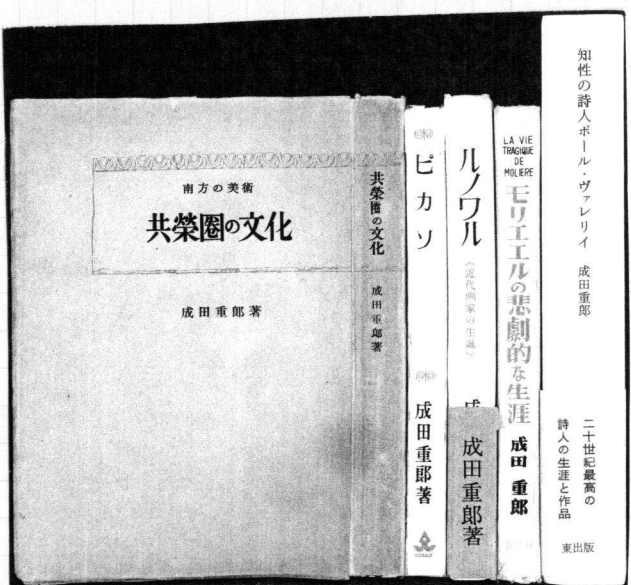 南方の美術
共榮圈の文化
成田重郎著
共榮圈の文化
成田重郎著
ピカソ
成田重郎著
ルノワル
《近代画家の生涯》
成
成田重郎著
LA VIE
TRAGIQUE
DE
MOLIERE
モリエエルの悲劇的な生涯
成田重郎
知性の詩人ポール・ヴァレリイ 成田重郎
二十世紀最高の
詩人の生涯と作品
東出版